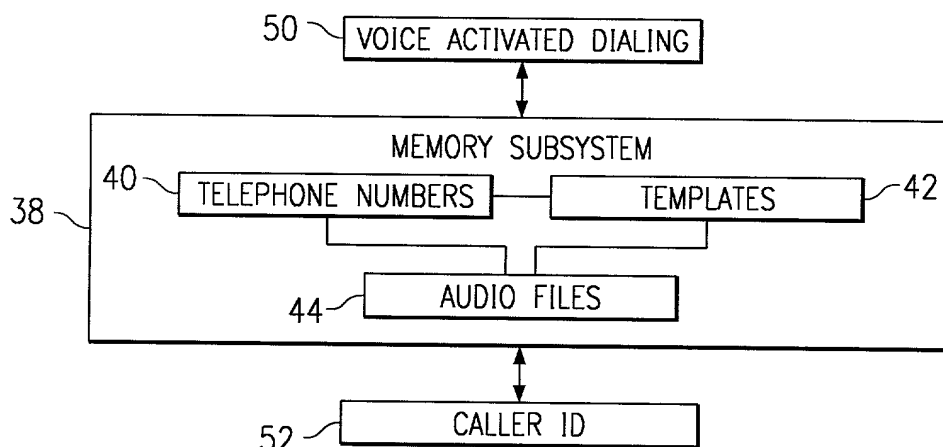 50
VOICE ACTIVATED DIALING
MEMORY SUBSYSTEM
40
TELEPHONE NUMBERS
TEMPLATES
42
38
44
AUDIO FILES
52
CALLER ID